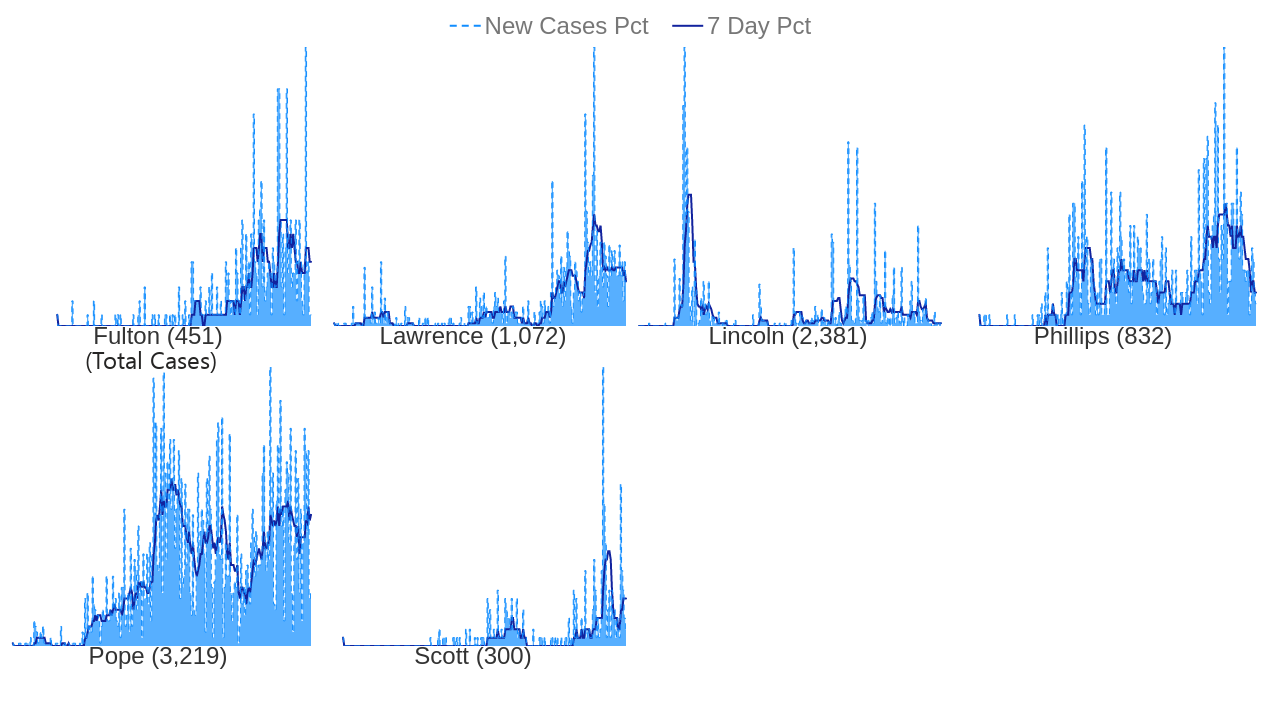 New Cases Pct 7 Day Pct
Fulton (451) Lawrence (1,072) Lincoln (2,381) Phillips (832)
(Total Cases)
Pope (3,219) Scott (300)